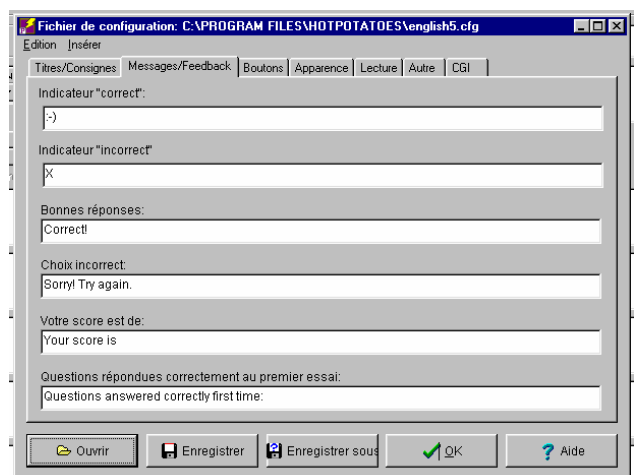 Fichier de configuration: C:\PROGRAM FILES\HOTPOTATOES\english5.cfg
Edition Insérer
Titres/Consignes Messages/Feedback Boutons Apparence Lecture Autre CGI
Indicateur "correct":
:-)
Indicateur "incorrect"
X
Bonnes réponses:
Correct!
Choix incorrect:
Sorry! Try again.
Votre score est de:
Your score is
Questions répondues correctement au premier essai:
Questions answered correctly first time:
Ouvrir Enregistrer Enregistrer sous OK Aide